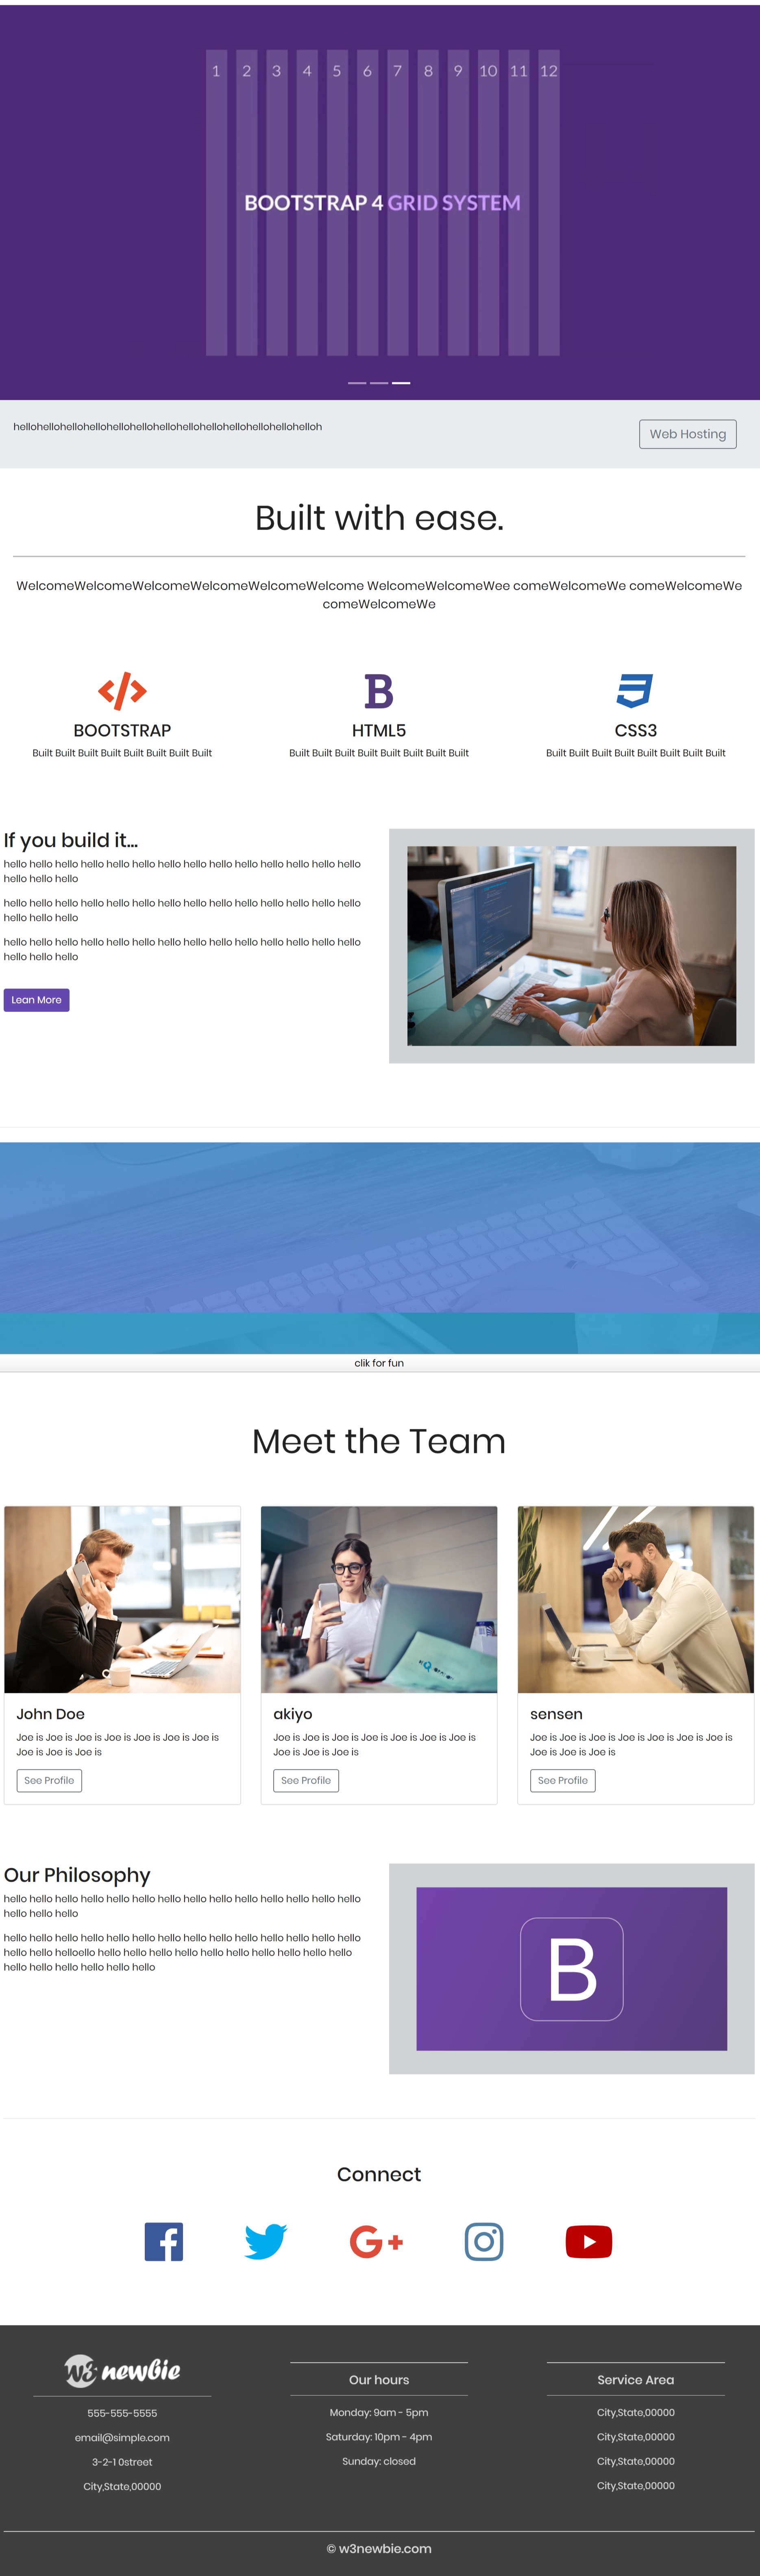 1 2 3 4 5 6 7 8 9 10 11 12
BOOTSTRAP 4 GRID SYSTEM
hellohellohellohellohellohellohellohellohellohellohellohellohellohelloh
Web Hosting
Built with ease.
WelcomeWelcomeWelcomeWelcomeWelcomeWelcome WelcomeWelcomeWee comeWelcomeWe comeWelcomeWe
comeWelcomeWe
B
BOOTSTRAP
HTML5
CSS3
Built Built Built Built Built Built Built Built
Built Built Built Built Built Built Built Built
Built Built Built Built Built Built Built Built
If you build it...
hello hello hello hello hello hello hello hello hello hello hello hello hello hello
hello hello hello
hello hello hello hello hello hello hello hello hello hello hello hello hello hello
hello hello hello
hello hello hello hello hello hello hello hello hello hello hello hello hello hello
hello hello hello
Lean More
clik for fun
Meet the Team
John Doe
Joe is Joe is Joe is Joe is Joe is Joe is Joe is
Joe is Joe is Joe is
See Profile
akiyo
Joe is Joe is Joe is Joe is Joe is Joe is Joe is
Joe is Joe is Joe is
See Profile
sensen
Joe is Joe is Joe is Joe is Joe is Joe is Joe is
Joe is Joe is Joe is
See Profile
Our Philosophy
hello hello hello hello hello hello hello hello hello hello hello hello hello hello
hello hello hello
hello hello hello hello hello hello hello hello hello hello hello hello hello hello
hello hello helloello hello hello hello hello hello hello hello hello hello hello
hello hello hello hello hello hello
B
Connect
G+
w3 newbie
555-555-5555
email@simple.com
3-2-1 0street
City,State,00000
Our hours
Monday: 9am - 5pm
Saturday: 10pm - 4pm
Sunday: closed
Service Area
City,State,00000
City,State,00000
City,State,00000
City,State,00000
© w3newbie.com